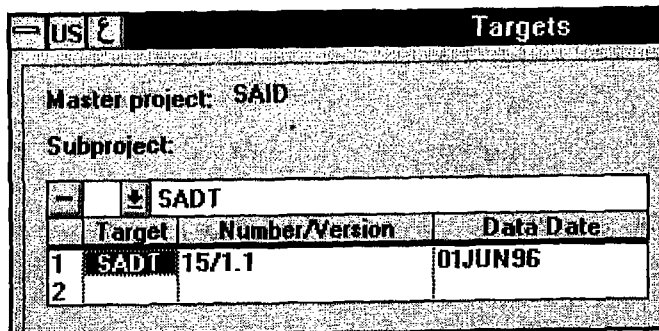 US ع Targets
Master project: SAID
Subproject:
SADT
Target Number/Version Data Date
1 SADT 15/1.1 01JUN96
2